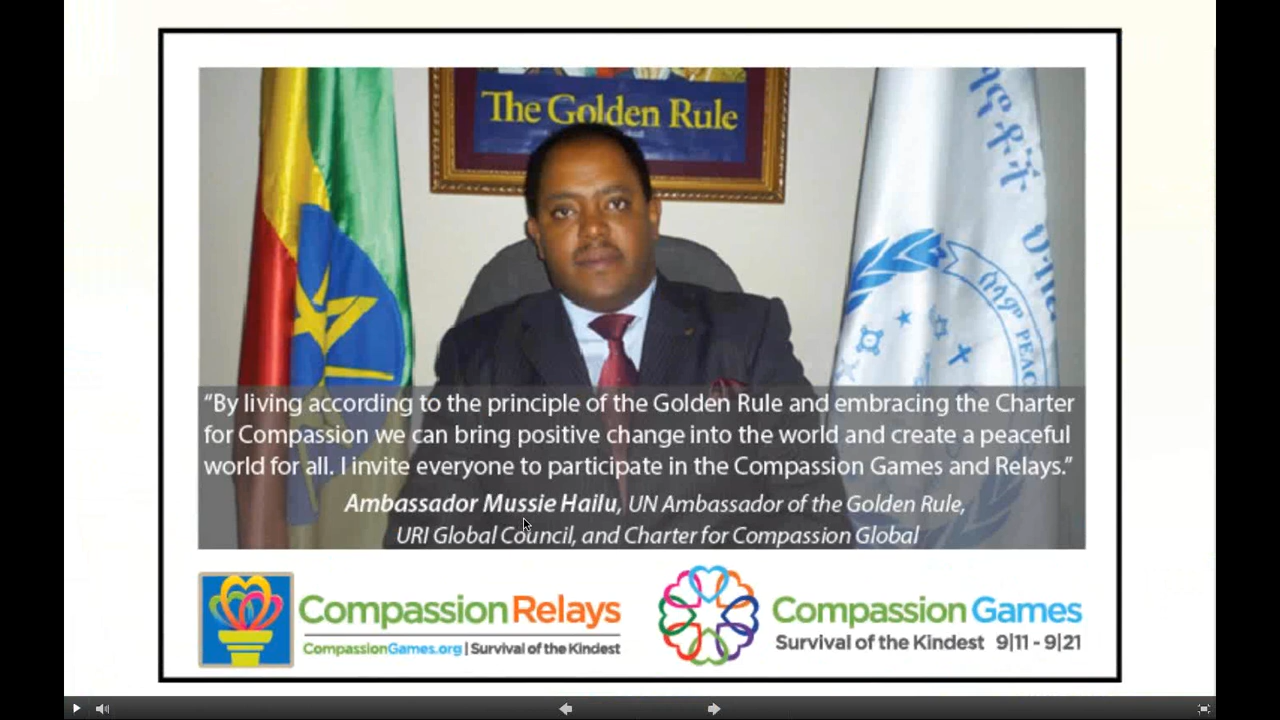 The Golden Rule
ሰላም PEAC
“By living according to the principle of the Golden Rule and embracing the Charter
for Compassion we can bring positive change into the world and create a peaceful
world for all. I invite everyone to participate in the Compassion Games and Relays.”
Ambassador Mussie Hailu, UN Ambassador of the Golden Rule,
URI Global Council, and Charter for Compassion Global
Compassion Relays
CompassionGames.org | Survival of the Kindest
Compassion Games
Survival of the Kindest 9|11 - 9|21